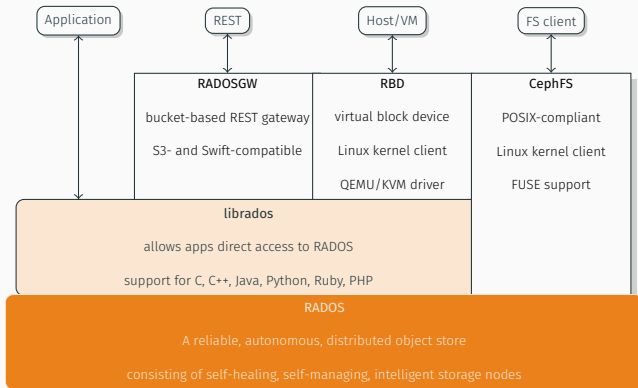 Application
REST
Host/VM
FS client
RADOSGW
bucket-based REST gateway
S3- and Swift-compatible
RBD
virtual block device
Linux kernel client
QEMU/KVM driver
CephFS
POSIX-compliant
Linux kernel client
FUSE support
librados
allows apps direct access to RADOS
support for C, C++, Java, Python, Ruby, PHP
RADOS
A reliable, autonomous, distributed object store
consisting of self-healing, self-managing, intelligent storage nodes